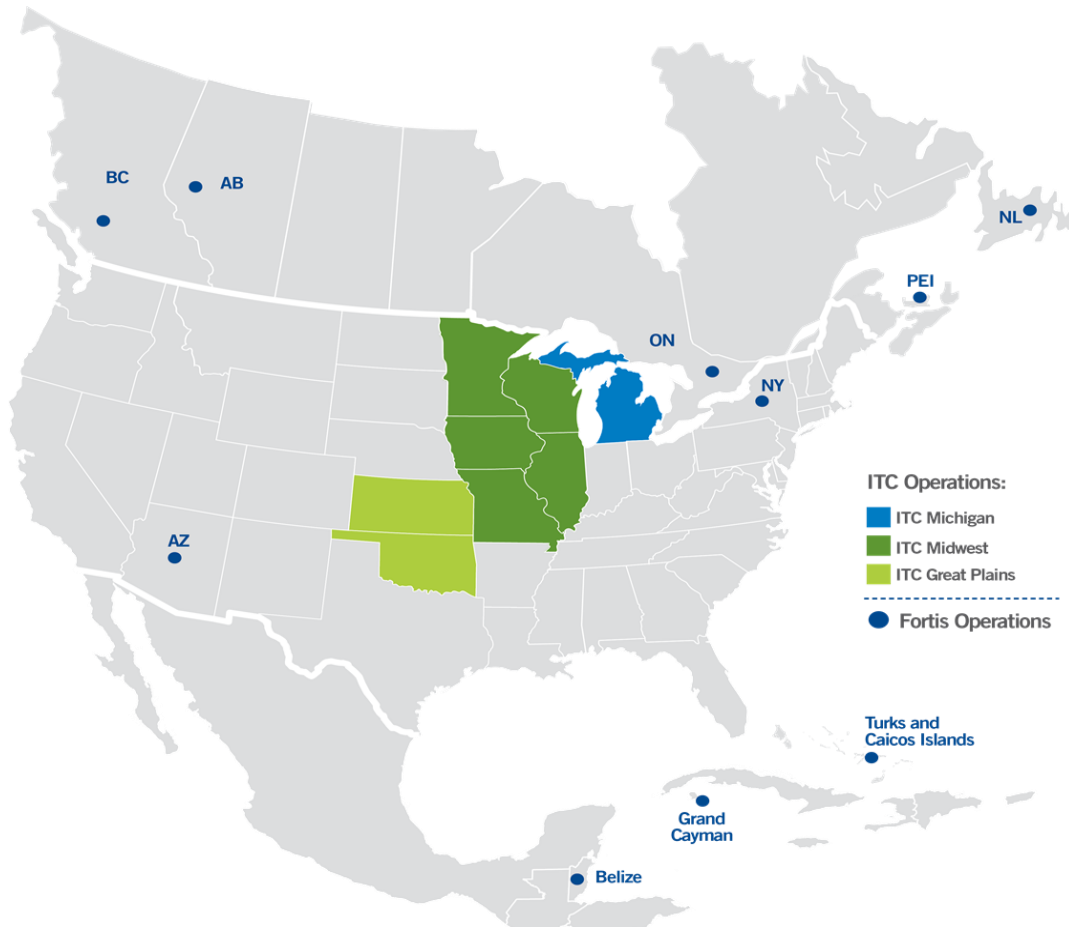 BC
AB
NL
PEI
ON
NY
ITC Operations:
ITC Michigan
ITC Midwest
AZ
ITC Great Plains
Fortis Operations
Turks and
Caicos Islands
Grand
Cayman
Belize